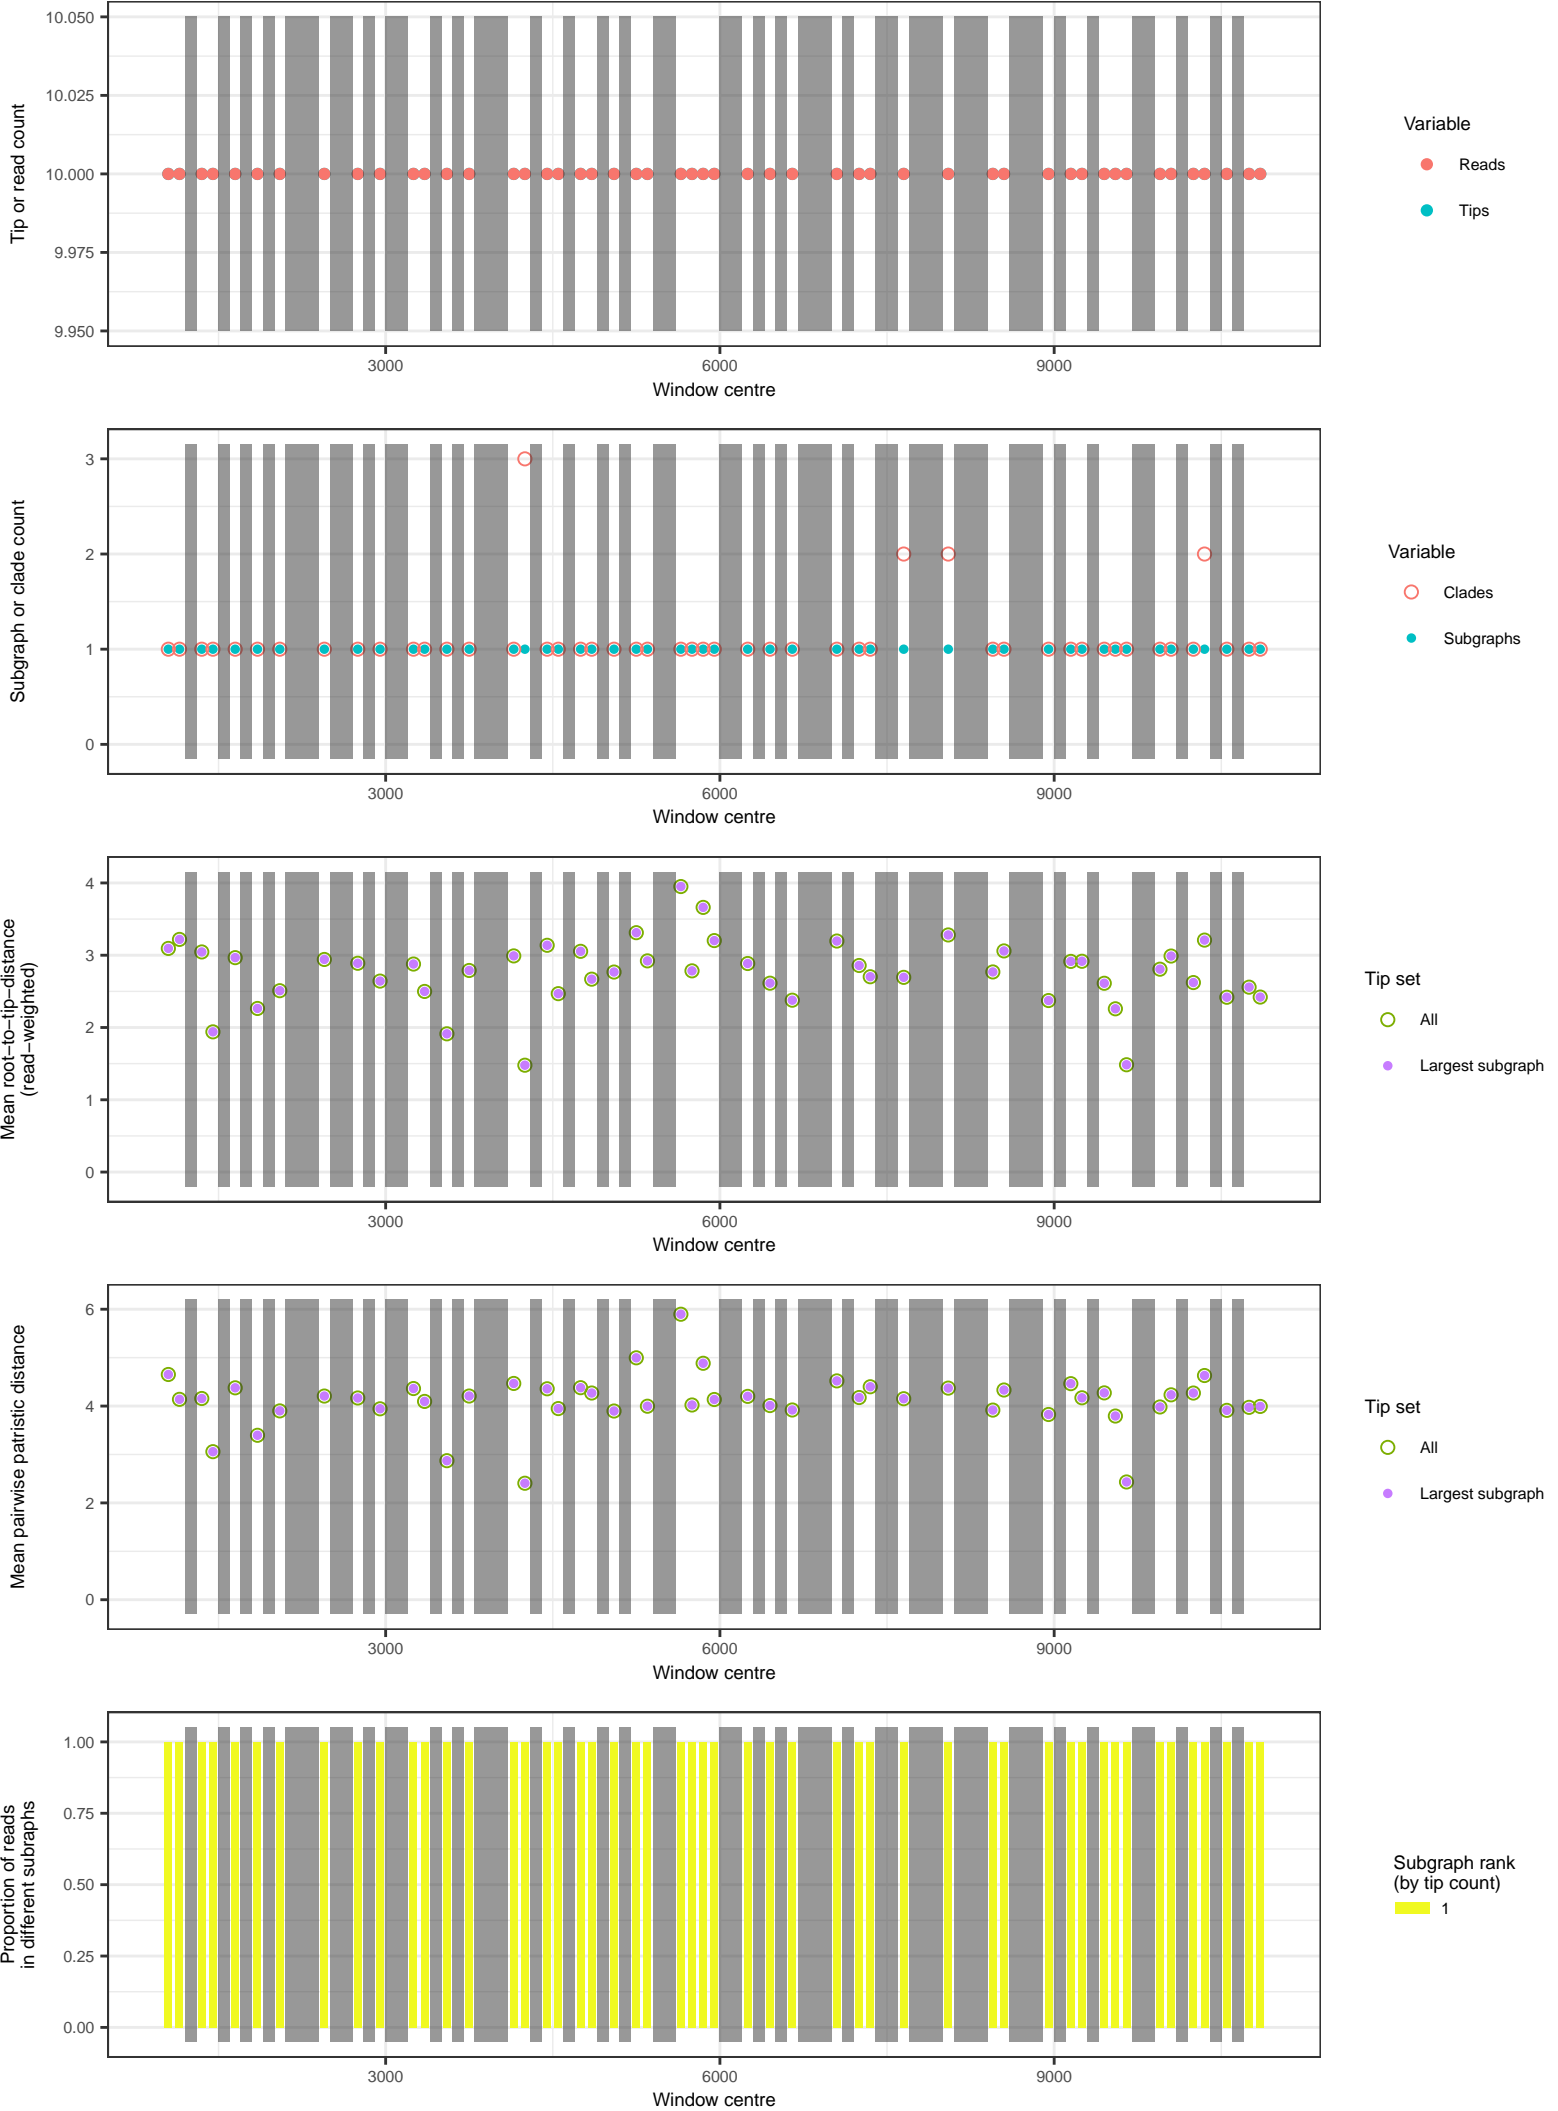 10.050
10.025
10.000
9.975
9.950
Tip or read count
3000
6000
9000
Window centre
Variable
Reads
Tips
3
2
1
0
Subgraph or clade count
3000
6000
9000
Window centre
Variable
Clades
Subgraphs
4
3
2
1
0
Mean root−to−tip−distance
(read−weighted)
3000
6000
9000
Window centre
Tip set
All
Largest subgraph
6
4
2
0
Mean pairwise patristic distance
3000
6000
9000
Window centre
Tip set
All
Largest subgraph
1.00
0.75
0.50
0.25
0.00
Proportion of reads
in different subraphs
3000
6000
9000
Window centre
Subgraph rank
(by tip count)
1